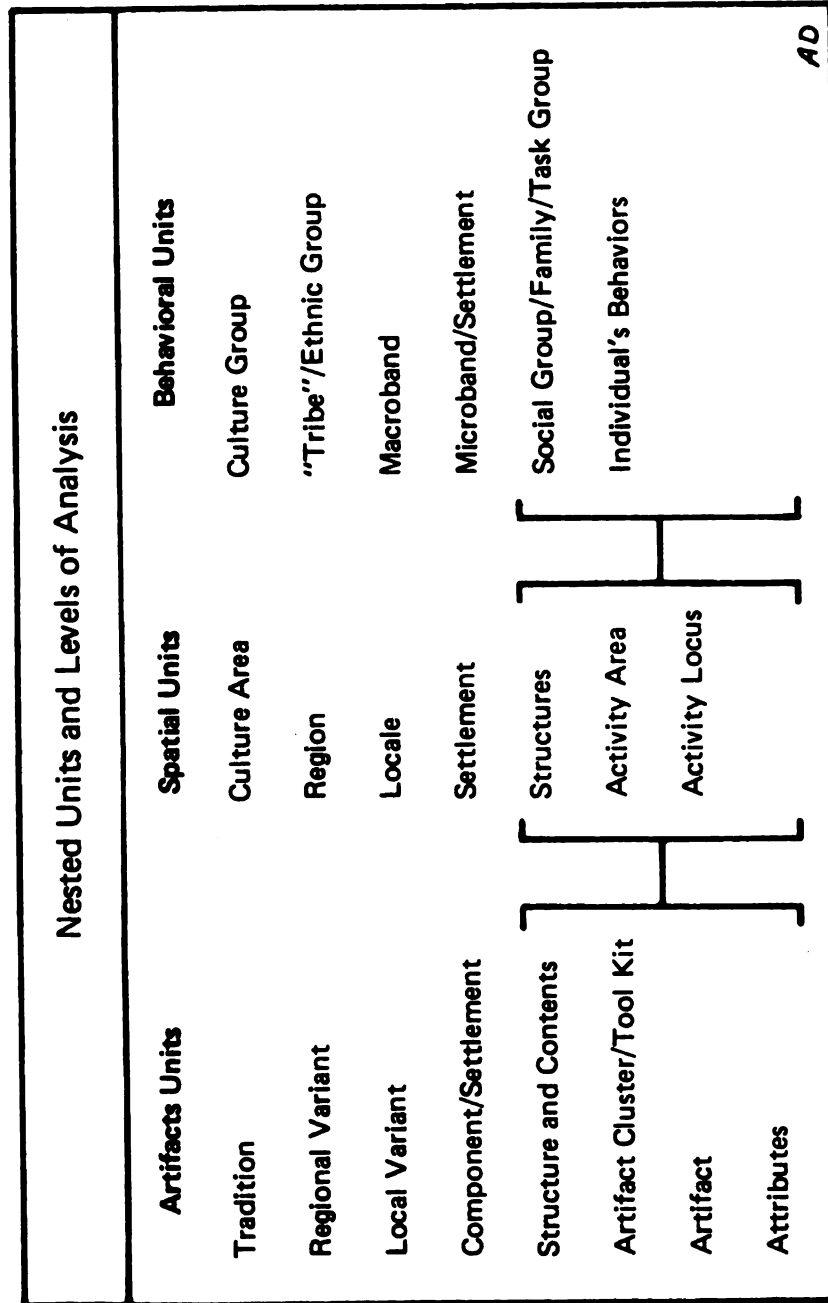 Nested Units and Levels of Analysis
Artifacts Units Spatial Units Behavioral Units
Tradition Culture Area Culture Group
Regional Variant Region "Tribe"/Ethnic Group
Local Variant Locale Macroband
Component/Settlement Settlement Microband/Settlement
Structure and Contents Structures Social Group/Family/Task Group
Artifact Cluster/Tool Kit Activity Area Individual's Behaviors
Artifact Activity Locus
Attributes
AD